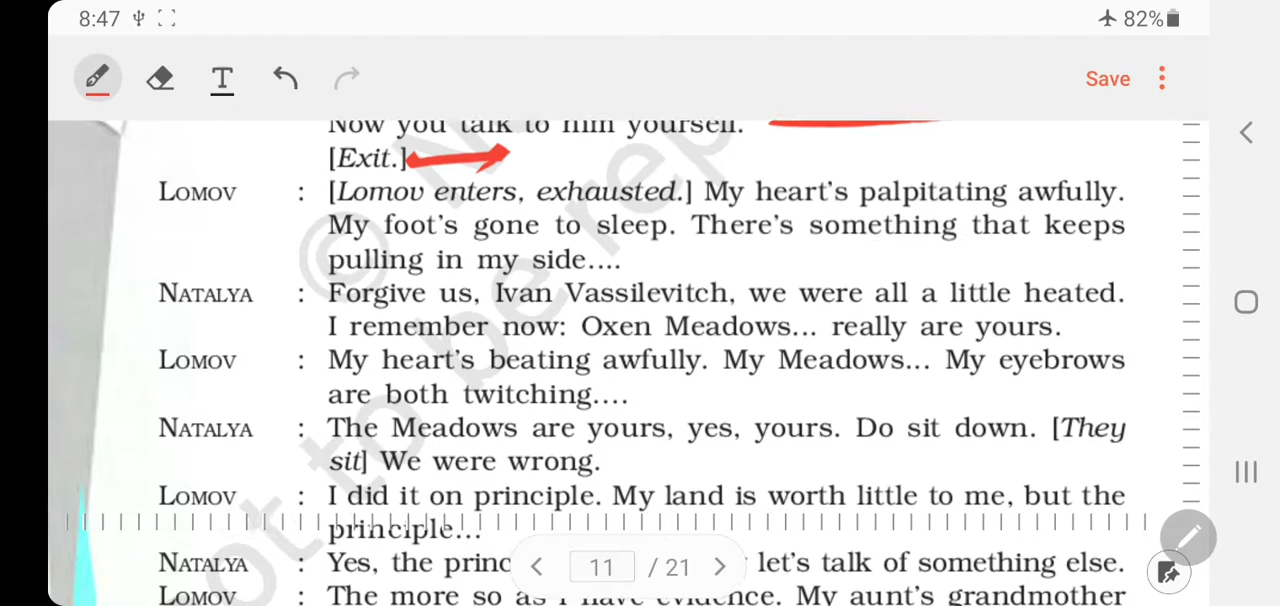 8:47 82%
T Save
Now you talk to him yourself.
[Exit.]
LOMOV : [Lomov enters, exhausted.] My heart's palpitating awfully.
My foot's gone to sleep. There's something that keeps
pulling in my side....
NATALYA : Forgive us, Ivan Vassilevitch, we were all a little heated.
I remember now: Oxen Meadows... really are yours.
LOMOV : My heart's beating awfully. My Meadows... My eyebrows
are both twitching....
NATALYA : The Meadows are yours, yes, yours. Do sit down. [They
sit] We were wrong.
LOMOV : I did it on principle. My land is worth little to me, but the
principle...
NATALYA : Yes, the princ let's talk of something else.
11 / 21
LOMOV : The more so as I have evidence. My aunt's grandmother
© N
not to be rep